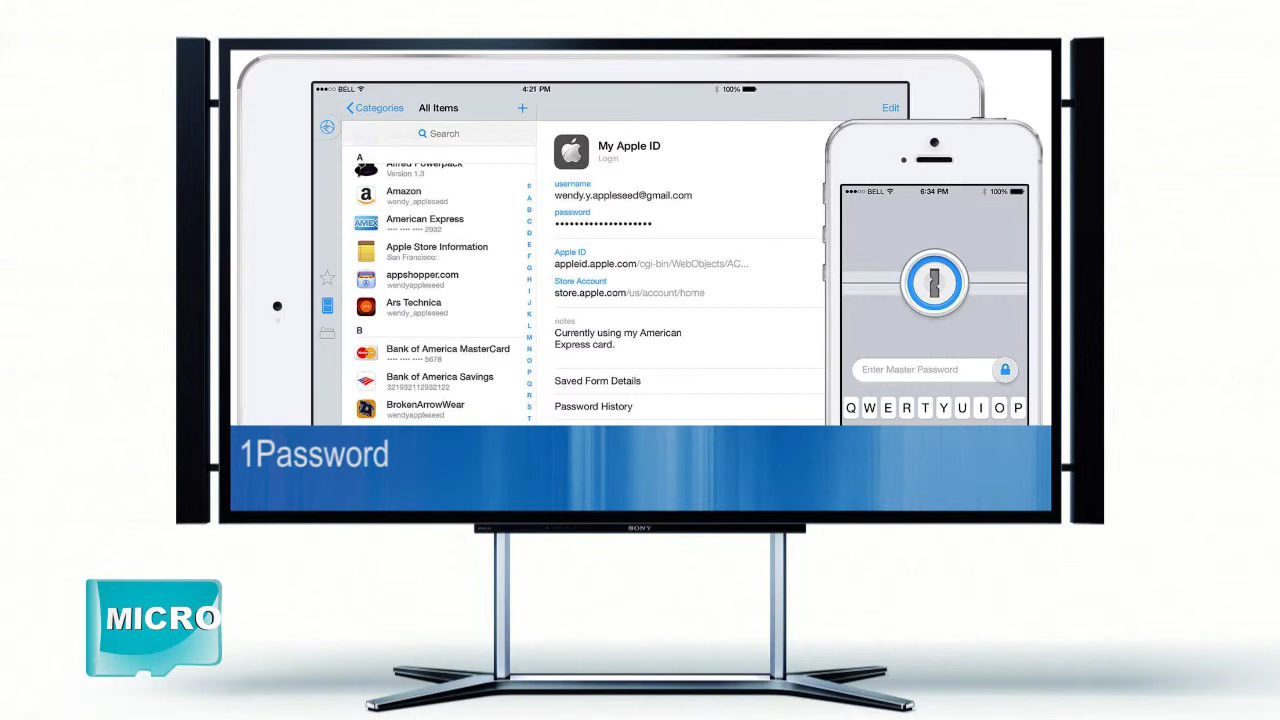 ●●●○○ BELL 4:21 PM 100%
Categories All Items + Edit
Search
A
Alfred Powerpack
Version 1.3
Amazon
wendy_appleseed
AMEX
American Express
•••• •••• •••• 2932
Apple Store Information
San Francisco:
appshopper.com
wendyappleseed
Ars Technica
wendy_appleseed
B
Bank of America MasterCard
•••• •••• •••• 5678
Bank of America Savings
321932112932122
BrokenArrowWear
wendyappleseed
A
B
C
D
E
F
G
H
I
J
K
L
M
N
O
P
Q
R
S
T
My Apple ID
Login
username
wendy.y.appleseed@gmail.com
password
••••••••••••••••••••
Apple ID
appleid.apple.com/cgi-bin/WebObjects/AC...
Store Account
store.apple.com/us/account/home
notes
Currently using my American
Express card.
Saved Form Details
Password History
●●●○○ BELL 6:34 PM 100%
Enter Master Password
Q W E R T Y U I O P
1Password
SONY
MICRO